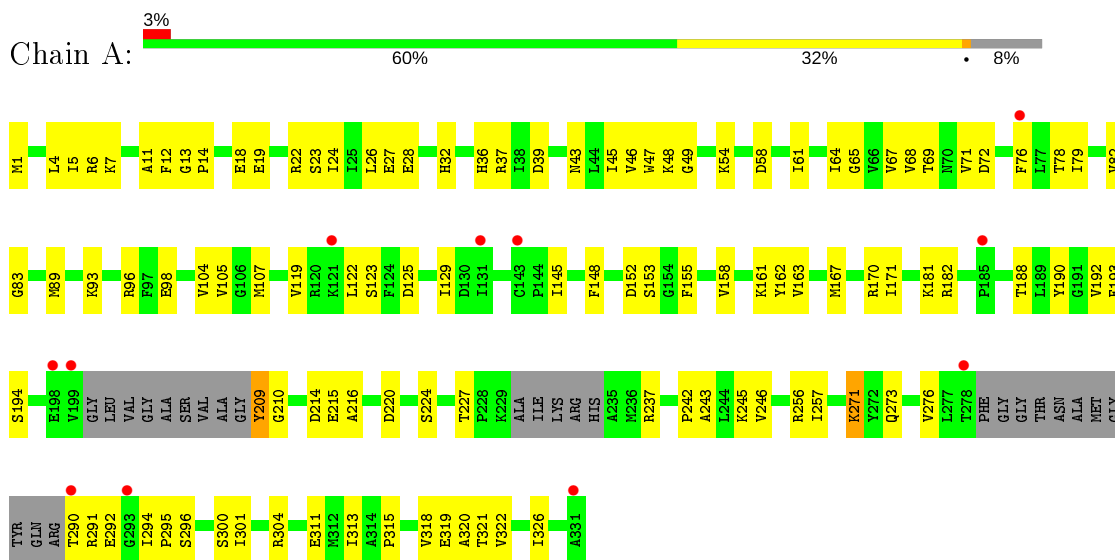 3%
Chain A:
60% 32% • 8%
M1 L4 I5 R6 K7 A11 F12 G13 P14 E18 E19 R22 S23 I24 I25 L26 E27 E28 H32 H36 R37 I38 D39 N43 L44 I45 V46 W47 K48 G49 K54 D58 I61 I64 G65 V66 V67 V68 T69 N70 V71 D72 F76 L77 T78 I79 V82
G83 M89 K93 R96 F97 E98 V104 V105 G106 M107 V119 R120 K121 L122 S123 F124 D125 I129 D130 I131 C143 P144 I145 F148 D152 S153 G154 F155 V158 K161 Y162 V163 M167 R170 I171 K181 R182 P185 T188 L189 Y190 G191 V192 E193
S194 E198 V199 GLY LEU VAL GLY ALA SER VAL ALA GLY Y209 G210 D214 E215 A216 D220 S224 T227 P228 K229 ALA ILE LYS ARG HIS A235 M236 R237 P242 A243 L244 K245 V246 R256 I257 K271 Y272 Q273 V276 L277 T278 PHE GLY GLY THR ASN ALA MET GLY
TYR GLN ARG T290 R291 E292 G293 I294 P295 S296 S300 I301 R304 E311 M312 I313 A314 P315 V318 E319 A320 T321 V322 I326 A331